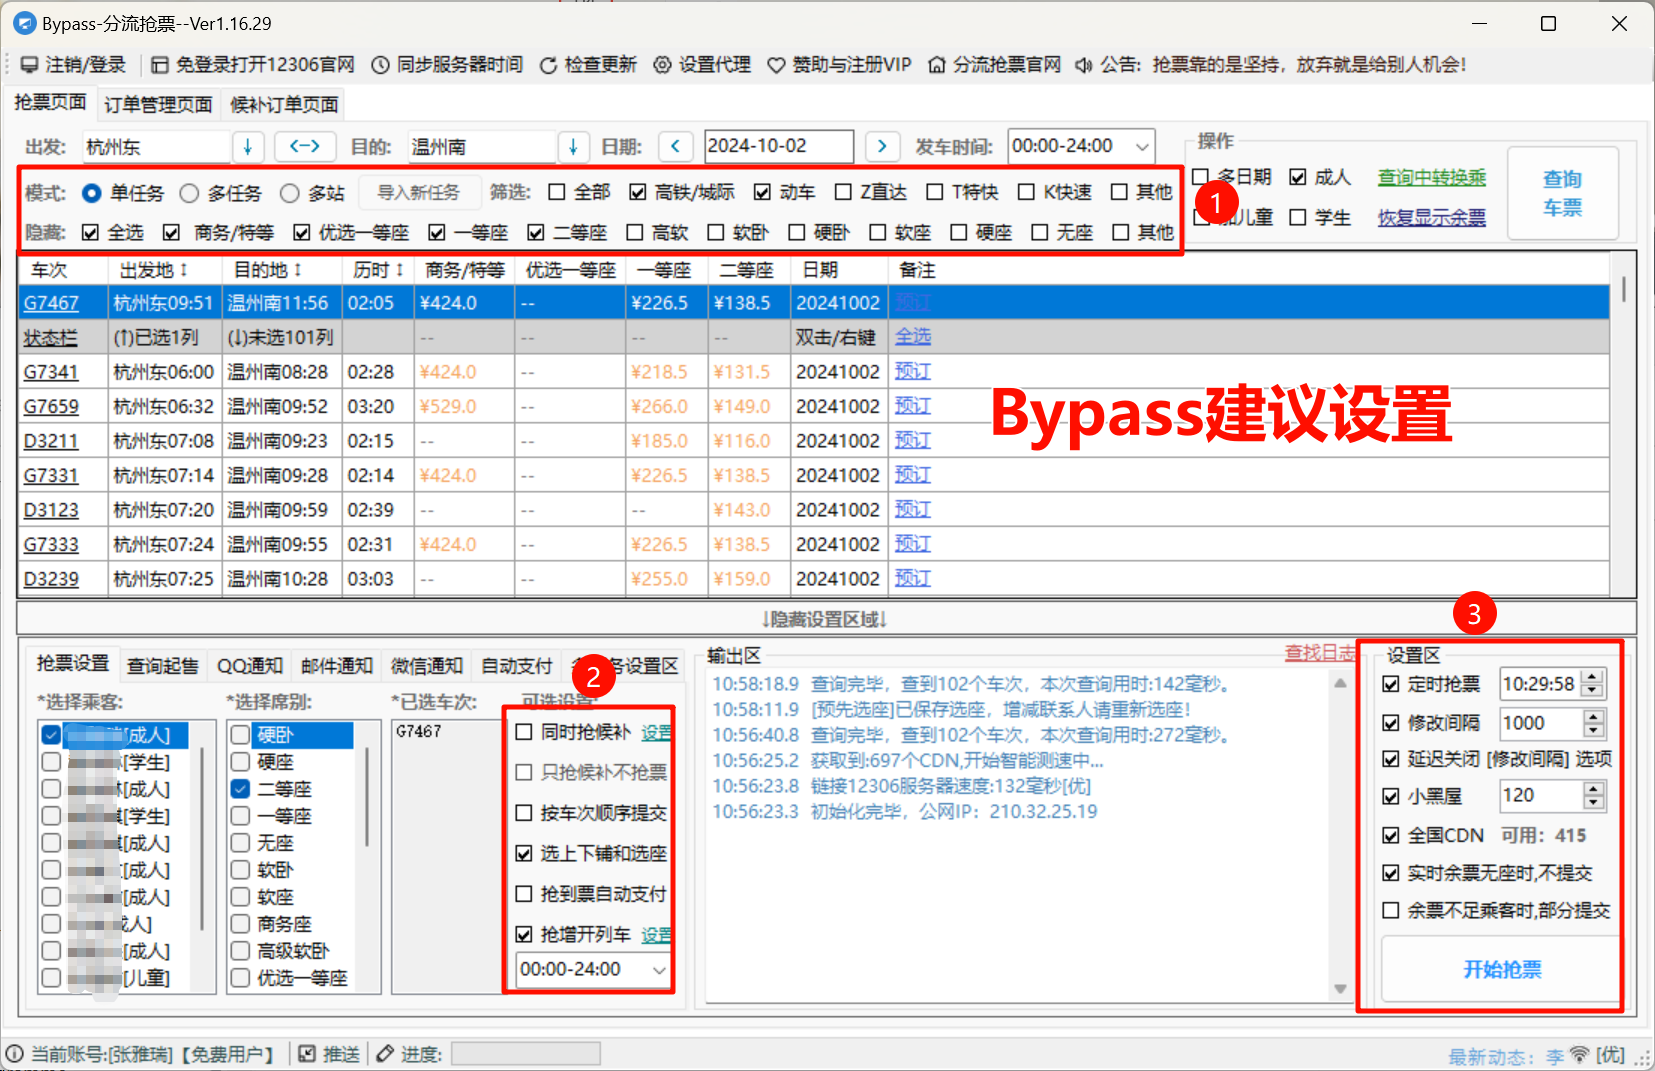 Bypass-分流抢票--Ver1.16.29
注销/登录 免登录打开12306官网 同步服务器时间 检查更新 设置代理 赞助与注册VIP 分流抢票官网 公告: 抢票靠的是坚持，放弃就是给别人机会！
抢票页面 订单管理页面 候补订单页面
出发: 杭州东 ↓ <-> 目的: 温州南 ↓ 日期: < 2024-10-02 > 发车时间: 00:00-24:00 操作
模式: 单任务 多任务 多站 导入新任务 筛选: 全部 高铁/城际 动车 Z直达 T特快 K快速 其他
1 多日期 成人 查询中转换乘 查询
隐藏: 全选 商务/特等 优选一等座 一等座 二等座 高软 软卧 硬卧 软座 硬座 无座 其他
儿童 学生 恢复显示余票 车票
车次 出发地↕ 目的地↕ 历时↕ 商务/特等 优选一等座 一等座 二等座 日期 备注
G7467 杭州东09:51 温州南11:56 02:05 ¥424.0 -- ¥226.5 ¥138.5 20241002 预订
状态栏 (↑)已选1列 (↓)未选101列 -- -- -- -- 双击/右键 全选
G7341 杭州东06:00 温州南08:28 02:28 ¥424.0 -- ¥218.5 ¥131.5 20241002 预订
G7659 杭州东06:32 温州南09:52 03:20 ¥529.0 -- ¥266.0 ¥149.0 20241002 预订
D3211 杭州东07:08 温州南09:23 02:15 -- -- ¥185.0 ¥116.0 20241002 预订
G7331 杭州东07:14 温州南09:28 02:14 ¥424.0 -- ¥226.5 ¥138.5 20241002 预订
D3123 杭州东07:20 温州南09:59 02:39 -- -- -- ¥143.0 20241002 预订
G7333 杭州东07:24 温州南09:55 02:31 ¥424.0 -- ¥226.5 ¥138.5 20241002 预订
D3239 杭州东07:25 温州南10:28 03:03 -- -- ¥255.0 ¥159.0 20241002 预订
Bypass建议设置
↓隐藏设置区域↓
抢票设置 查询起售 QQ通知 邮件通知 微信通知 自动支付 务设置区
2
*选择乘客: *选择席别: *已选车次: 可选设置:
[成人]
[学生]
[成人]
[学生]
[成人]
[成人]
[成人]
成人]
[成人]
[儿童]
硬卧
硬座
二等座
一等座
无座
软卧
软座
商务座
高级软卧
优选一等座
G7467
同时抢候补 设置
只抢候补不抢票
按车次顺序提交
选上下铺和选座
抢到票自动支付
抢增开列车 设置
00:00-24:00
输出区 查找日志
10:58:18.9 查询完毕，查到102个车次，本次查询用时:142毫秒。
10:58:11.9 [预先选座]已保存选座，增减联系人请重新选座！
10:56:40.8 查询完毕，查到102个车次，本次查询用时:272毫秒。
10:56:25.2 获取到:697个CDN,开始智能测速中...
10:56:23.8 链接12306服务器速度:132毫秒[优]
10:56:23.3 初始化完毕，公网IP：210.32.25.19
3
设置区
定时抢票 10:29:58
修改间隔 1000
延迟关闭 [修改间隔] 选项
小黑屋 120
全国CDN 可用: 415
实时余票无座时,不提交
余票不足乘客时,部分提交
开始抢票
当前账号:[张雅瑞]【免费用户】 推送 进度: 最新动态: 李 [优]